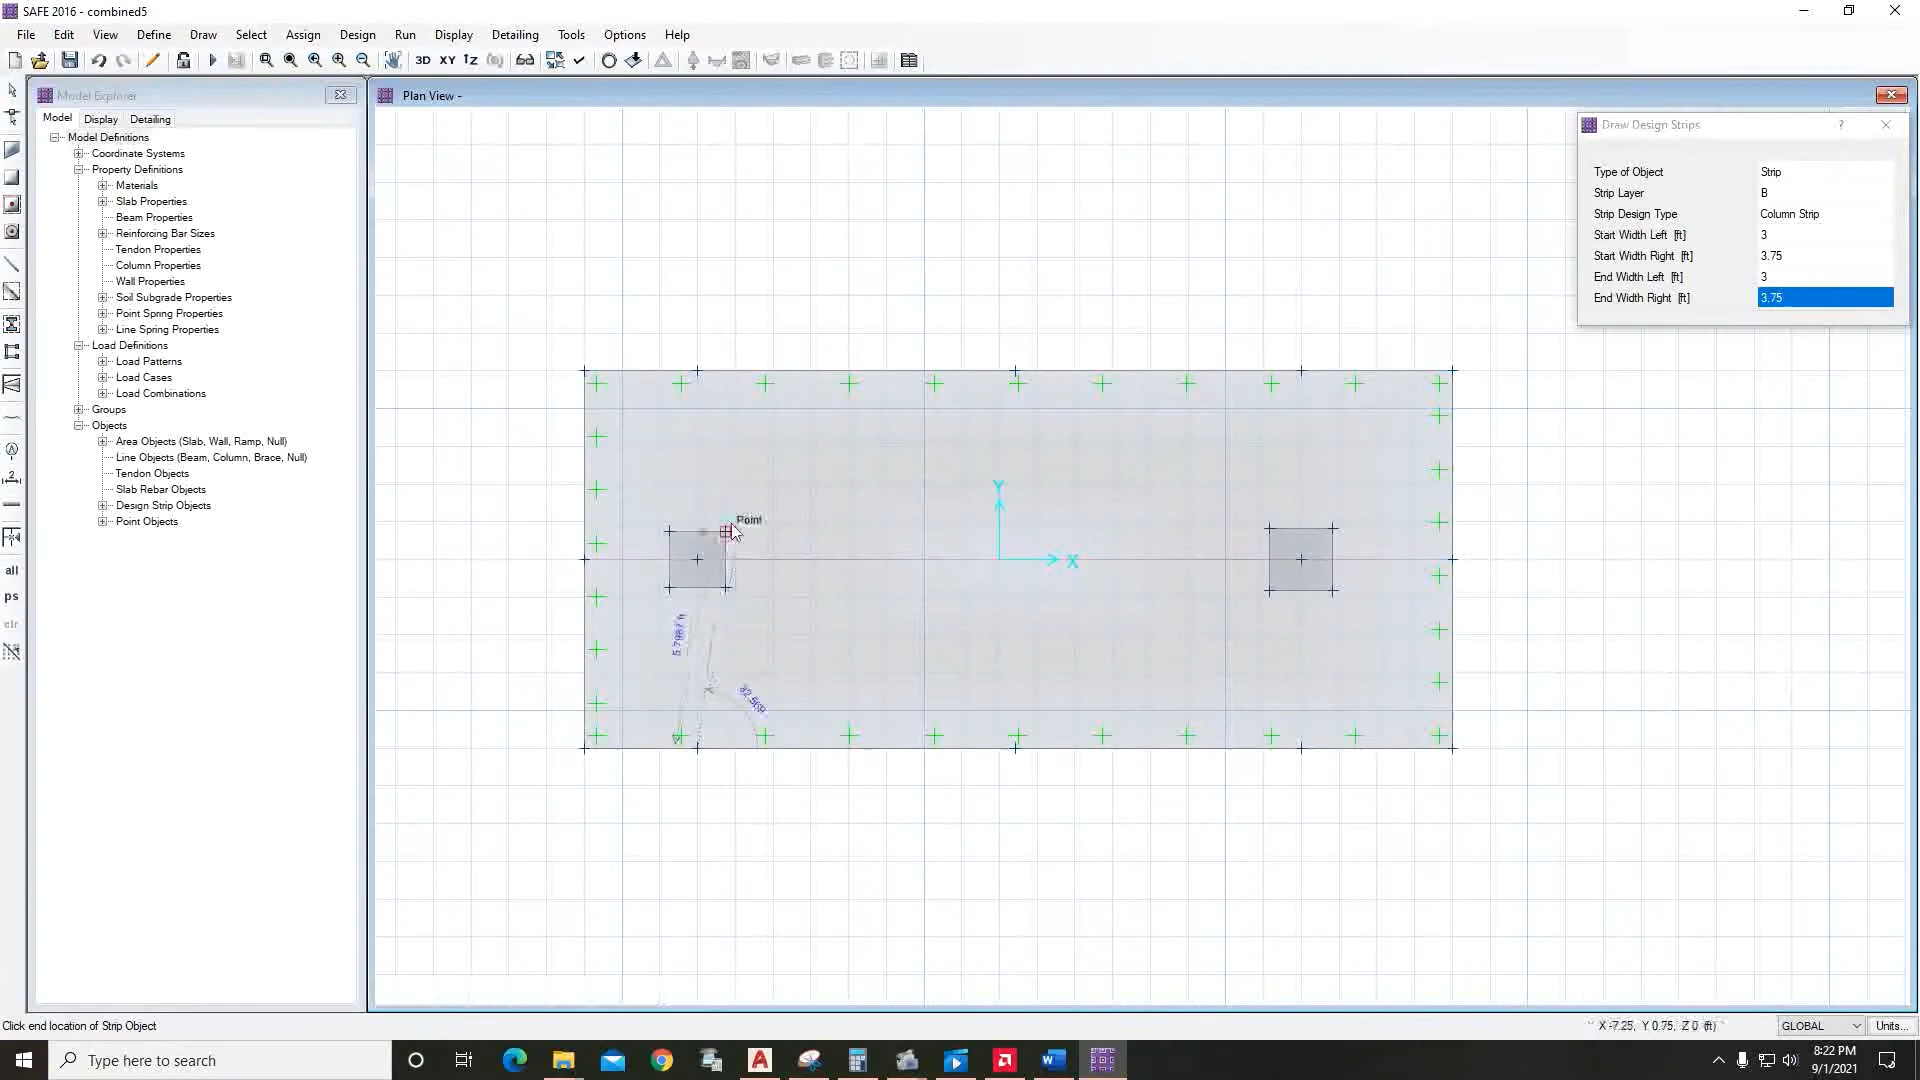 SAFE 2016 - combined5
File Edit View Define Draw Select Assign Design Run Display Detailing Tools Options Help
3D XY
Model Explorer
Model Display Detailing
Model Definitions
Coordinate Systems
Property Definitions
Materials
Slab Properties
Beam Properties
Reinforcing Bar Sizes
Tendon Properties
Column Properties
Wall Properties
Soil Subgrade Properties
Point Spring Properties
Line Spring Properties
Load Definitions
Load Patterns
Load Cases
Load Combinations
Groups
Objects
Area Objects (Slab, Wall, Ramp, Null)
Line Objects (Beam, Column, Brace, Null)
Tendon Objects
Slab Rebar Objects
Design Strip Objects
Point Objects
all
ps
clr
Plan View -
Draw Design Strips ?
Type of Object Strip
Strip Layer B
Strip Design Type Column Strip
Start Width Left [ft] 3
Start Width Right [ft] 3.75
End Width Left [ft] 3
End Width Right [ft] 3.75
Y
Point
X
Click end location of Strip Object
X -7.25, Y 0.75, Z 0 (ft)
GLOBAL
Units...
Type here to search
8:22 PM
9/1/2021